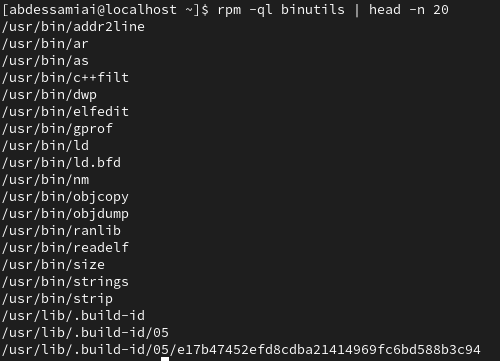 [abdessamiai@localhost ~]$ rpm -ql binutils | head -n 20
/usr/bin/addr2line
/usr/bin/ar
/usr/bin/as
/usr/bin/c++filt
/usr/bin/dwp
/usr/bin/elfedit
/usr/bin/gprof
/usr/bin/ld
/usr/bin/ld.bfd
/usr/bin/nm
/usr/bin/objcopy
/usr/bin/objdump
/usr/bin/ranlib
/usr/bin/readelf
/usr/bin/size
/usr/bin/strings
/usr/bin/strip
/usr/lib/.build-id
/usr/lib/.build-id/05
/usr/lib/.build-id/05/e17b47452efd8cdba21414969fc6bd588b3c94